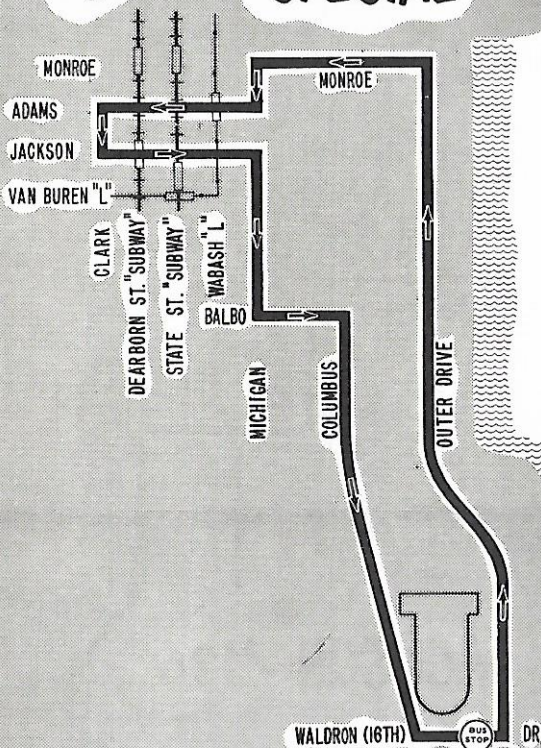 SPECIAL
MONROE
MONROE
ADAMS
JACKSON
VAN BUREN "L"
CLARK
DEARBORN ST. "SUBWAY"
STATE ST. "SUBWAY"
WABASH "L"
BALBO
MICHIGAN
COLUMBUS
OUTER DRIVE
WALDRON (16TH)
BUS
STOP
DR